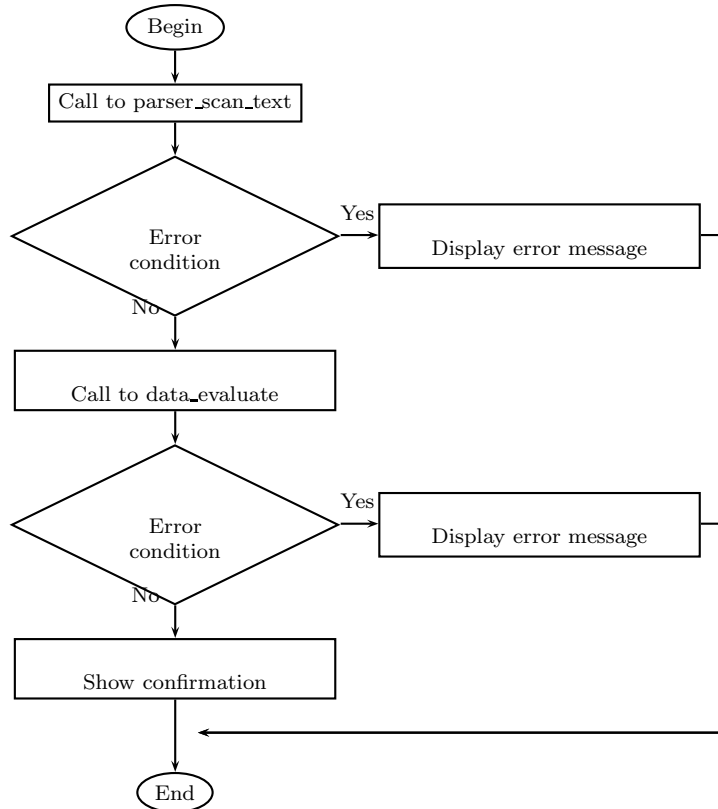 Begin
Call to parser_scan_text
Yes
Error
condition
Display error message
No
Call to data_evaluate
Yes
Error
condition
Display error message
No
Show confirmation
End